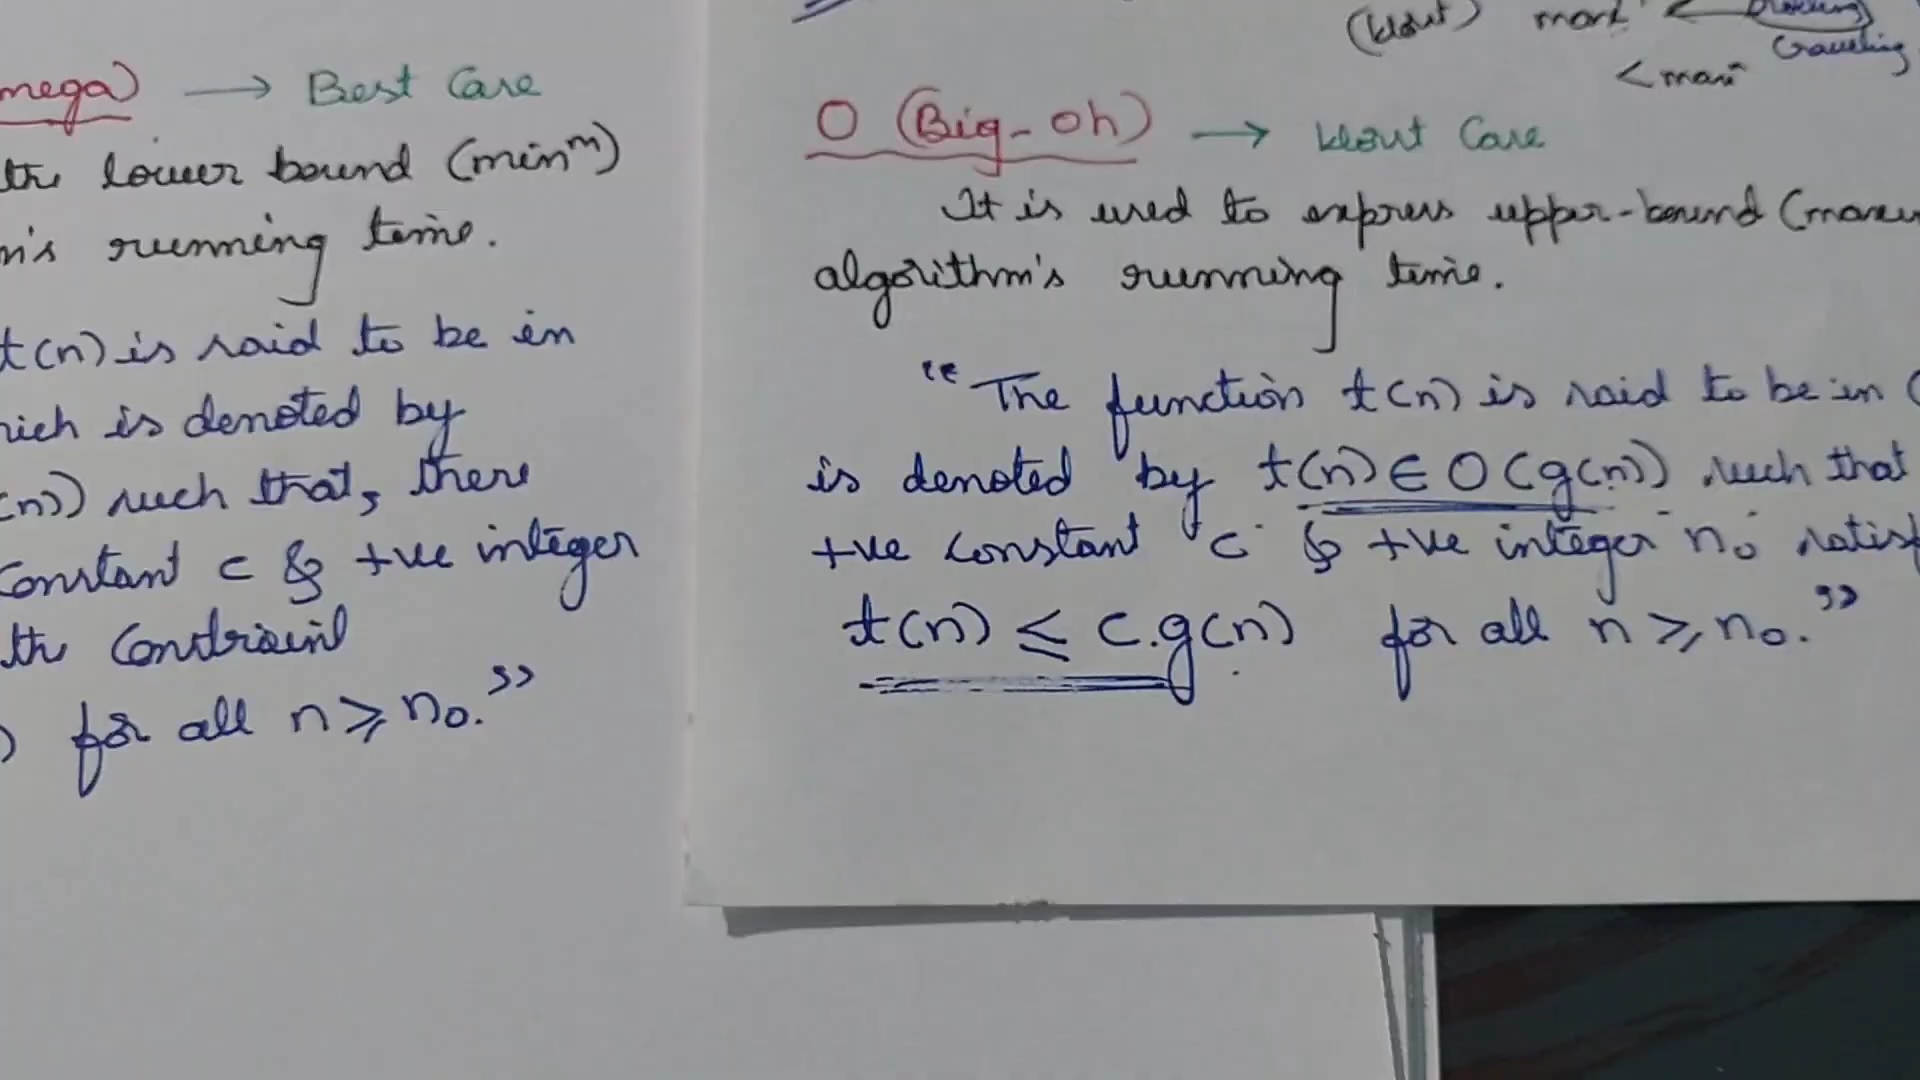 mega) → Best Case
the lower bound (minᵐ)
m's running time.
t(n) is said to be in
hich is denoted by
(n)) such that, there
constant c & +ve integer
the constraint
) for all n ≥ n₀.”
(Worst) max
< max
travelling
O (Big-Oh) → Worst Case
It is used to express upper-bound (maxim
algorithm's running time.
“The function t(n) is said to be in
is denoted by t(n) ∈ O(g(n)) such that
+ve constant 'c' & +ve integer 'n₀' satisf
t(n) ≤ c.g(n) for all n ≥ n₀.”